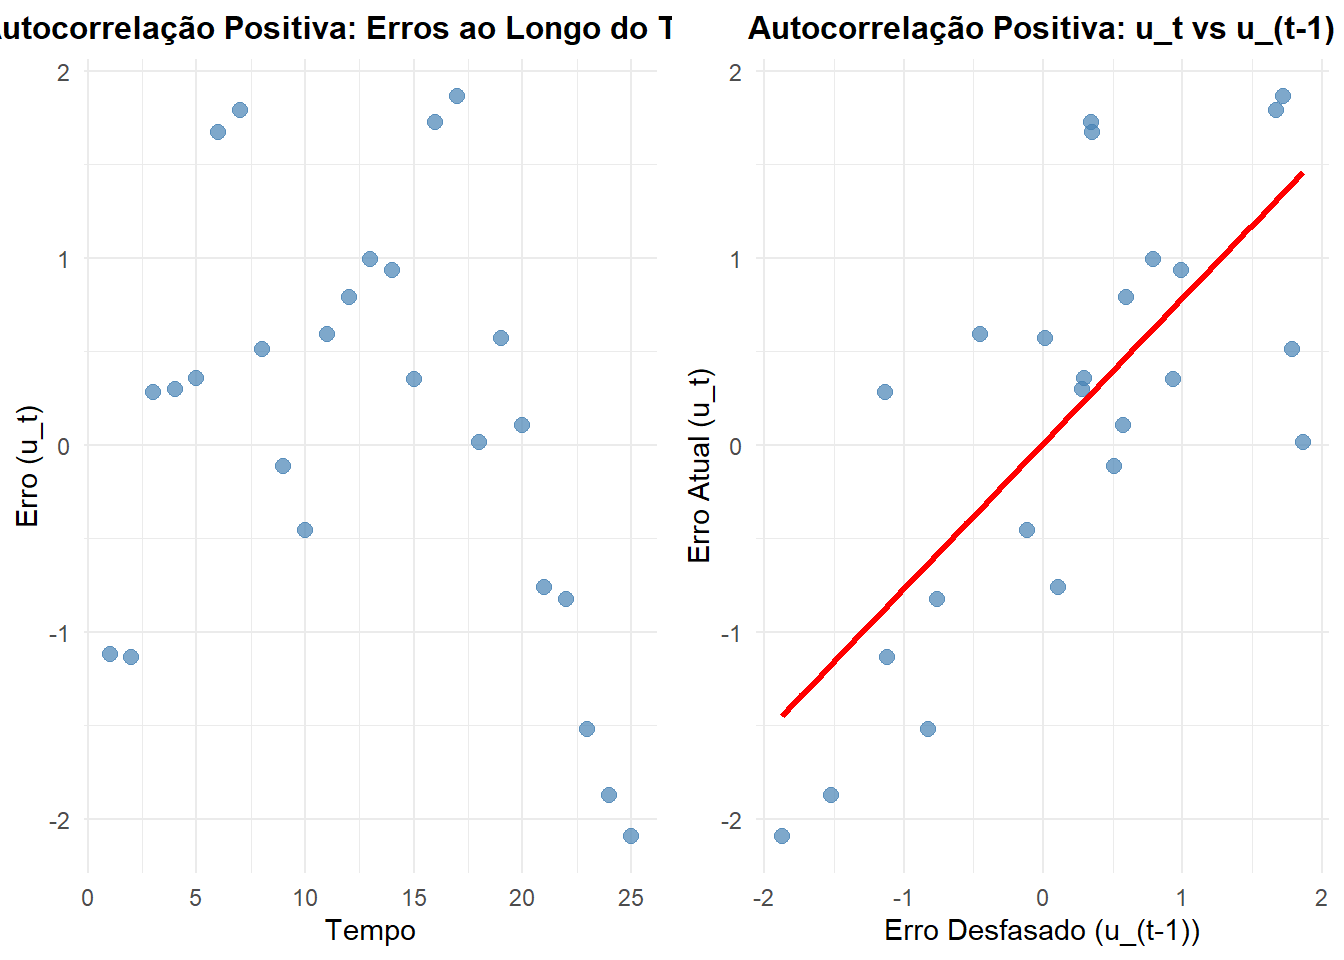 utocorrelação Positiva: Erros ao Longo do T
Erro (u_t)
2
1
0
-1
-2
0 5 10 15 20 25
Tempo
Autocorrelação Positiva: u_t vs u_(t-1)
Erro Atual (u_t)
2
1
0
-1
-2
-2 -1 0 1 2
Erro Desfasado (u_(t-1))